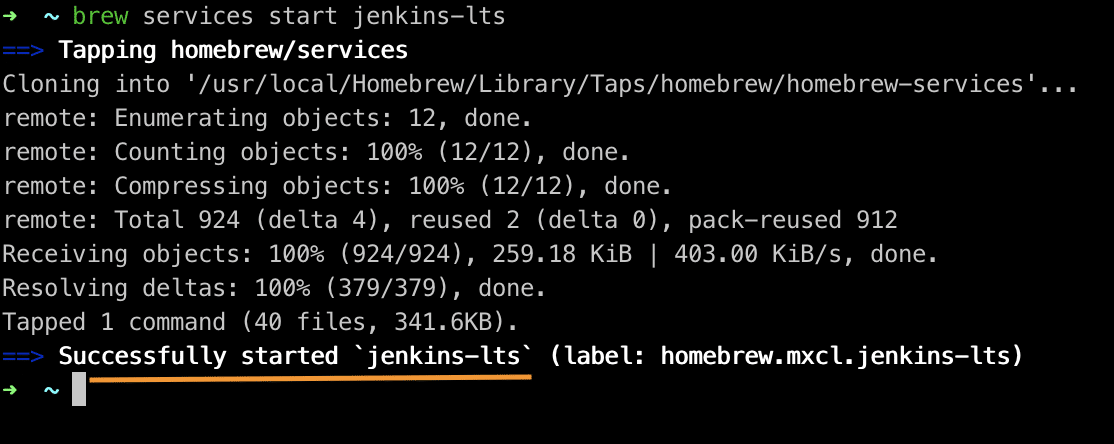 ➜  ~ brew services start jenkins-lts
==> Tapping homebrew/services
Cloning into '/usr/local/Homebrew/Library/Taps/homebrew/homebrew-services'...
remote: Enumerating objects: 12, done.
remote: Counting objects: 100% (12/12), done.
remote: Compressing objects: 100% (12/12), done.
remote: Total 924 (delta 4), reused 2 (delta 0), pack-reused 912
Receiving objects: 100% (924/924), 259.18 KiB | 403.00 KiB/s, done.
Resolving deltas: 100% (379/379), done.
Tapped 1 command (40 files, 341.6KB).
==> Successfully started `jenkins-lts` (label: homebrew.mxcl.jenkins-lts)
➜  ~